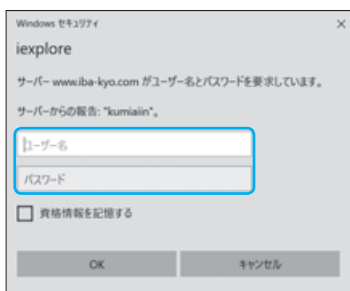 Windows セキュリティ
iexplore
サーバー www.iba-kyo.com がユーザー名とパスワードを要求しています。
サーバーからの報告: "kumiaiin"。
ユーザー名
パスワード
資格情報を記憶する
OK
キャンセル